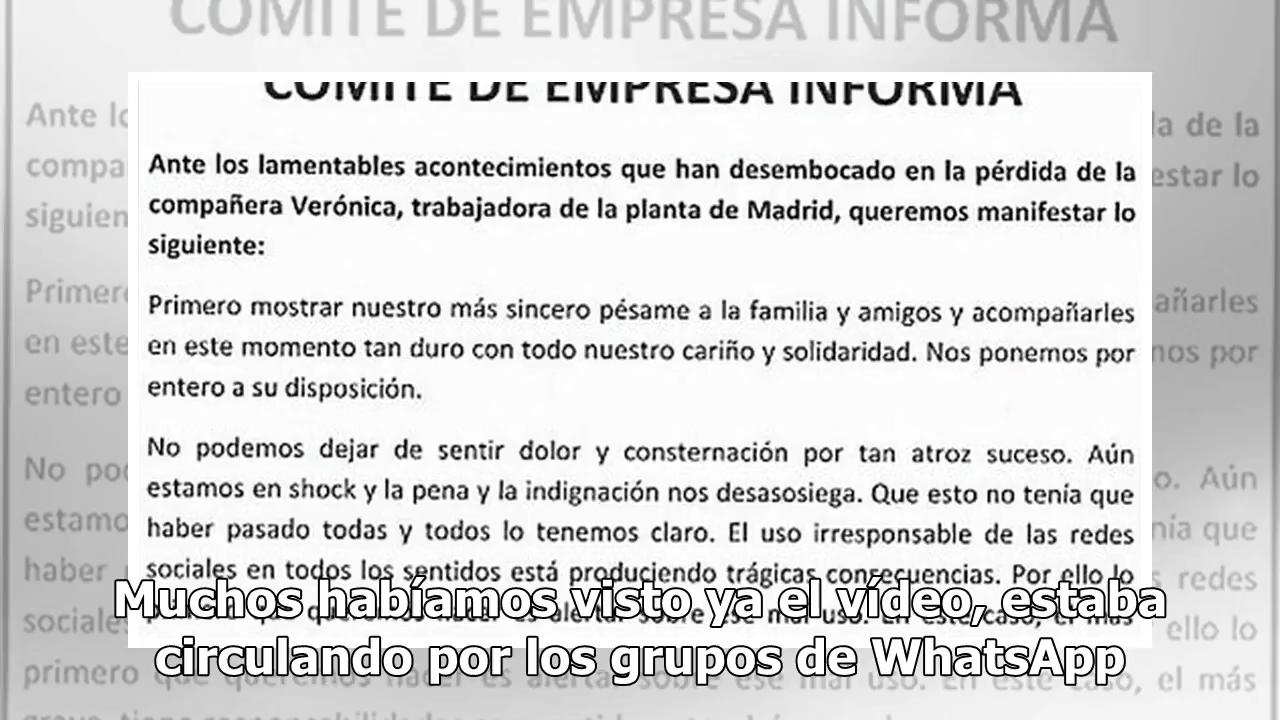 COMITE DE EMPRESA INFORMA
COMITE DE EMPRESA INFORMA
Ante los lamentables acontecimientos que han desembocado en la pérdida de la
compañera Verónica, trabajadora de la planta de Madrid, queremos manifestar lo
siguiente:
Primero mostrar nuestro más sincero pésame a la familia y amigos y acompañarles
en este momento tan duro con todo nuestro cariño y solidaridad. Nos ponemos por
entero a su disposición.
No podemos dejar de sentir dolor y consternación por tan atroz suceso. Aún
estamos en shock y la pena y la indignación nos desasosiega. Que esto no tenía que
haber pasado todas y todos lo tenemos claro. El uso irresponsable de las redes
sociales en todos los sentidos está produciendo trágicas consecuencias. Por ello lo
Muchos habíamos visto ya el vídeo, estaba
circulando por los grupos de WhatsApp